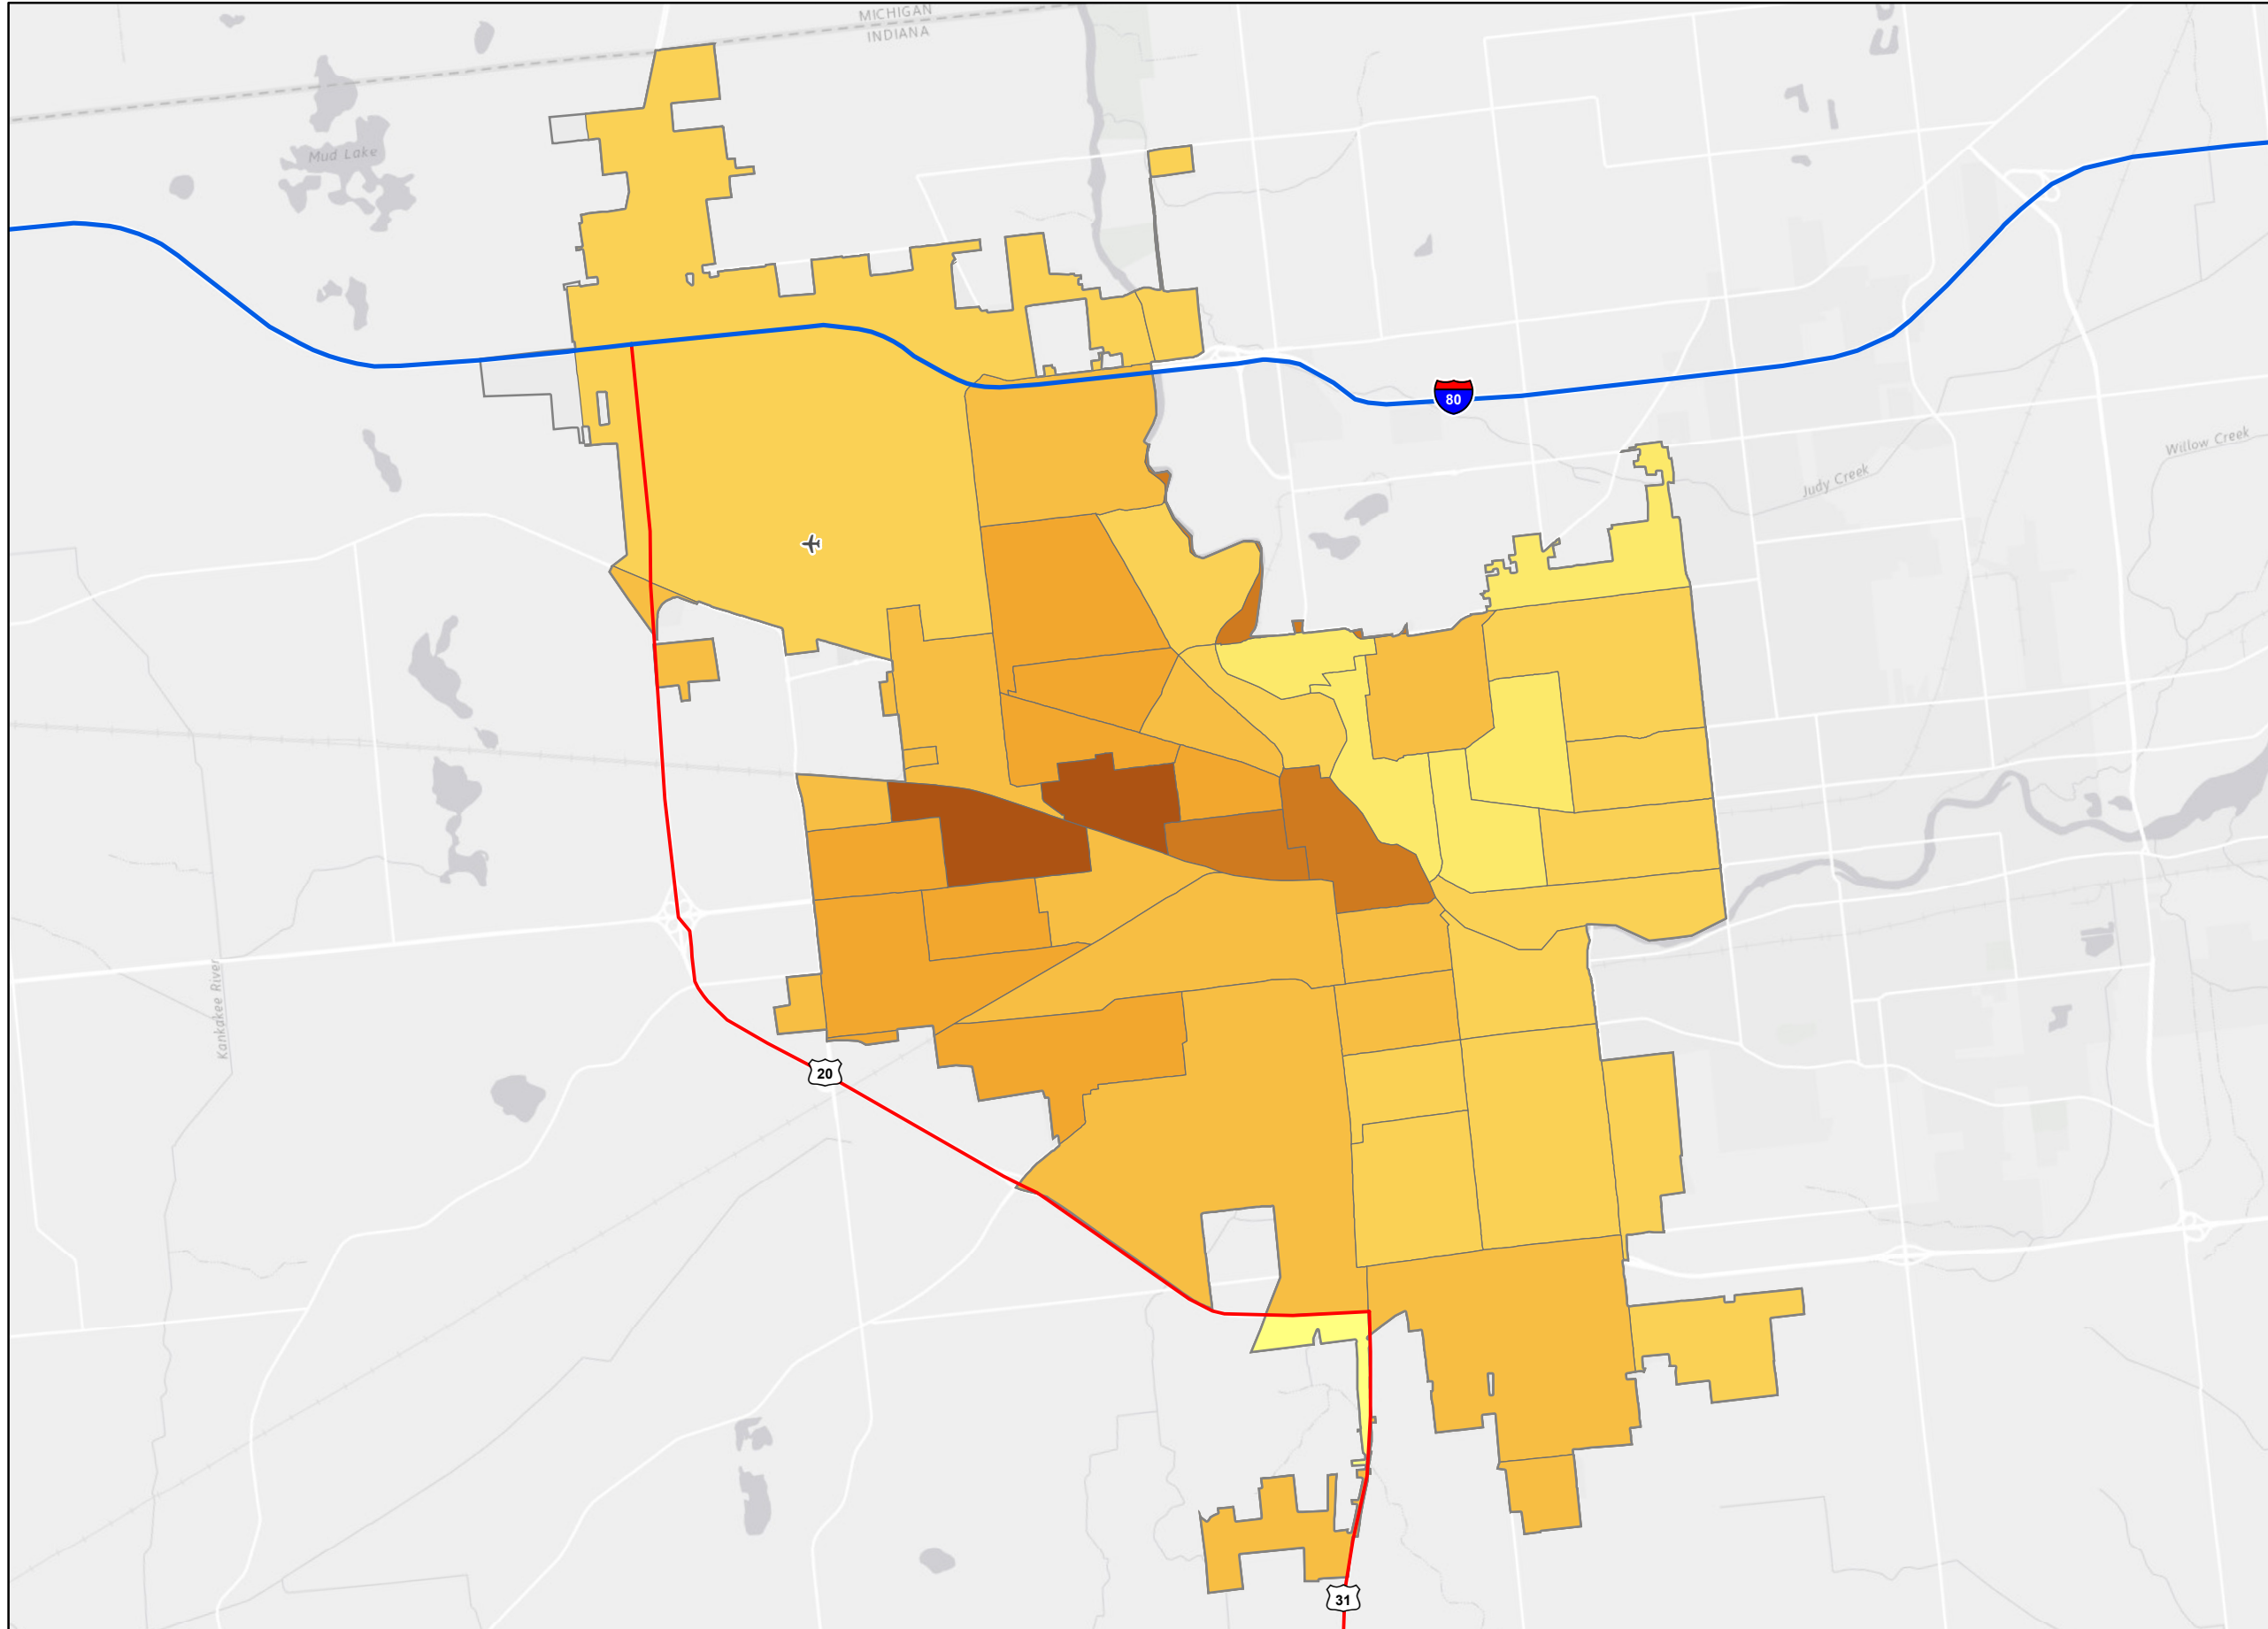 MICHIGAN
INDIANA
Mud Lake
80
Willow Creek
Judy Creek
Kankakee River
20
31